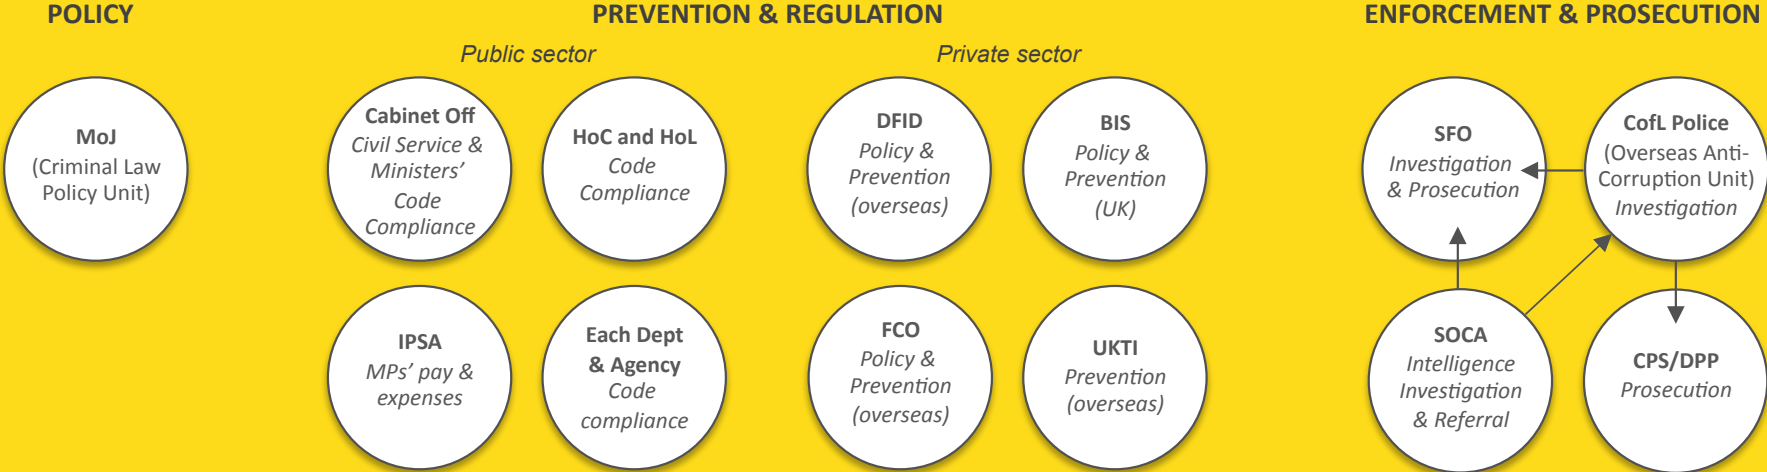 POLICY
PREVENTION & REGULATION
ENFORCEMENT & PROSECUTION
Public sector
Private sector
MoJ
(Criminal Law
Policy Unit)
Cabinet Off
Civil Service &
Ministers’
Code
Compliance
HoC and HoL
Code
Compliance
DFID
Policy &
Prevention
(overseas)
BIS
Policy &
Prevention
(UK)
SFO
Investigation
& Prosecution
CofL Police
(Overseas Anti-
Corruption Unit)
Investigation
IPSA
MPs’ pay &
expenses
Each Dept
& Agency
Code
compliance
FCO
Policy &
Prevention
(overseas)
UKTI
Prevention
(overseas)
SOCA
Intelligence
Investigation
& Referral
CPS/DPP
Prosecution